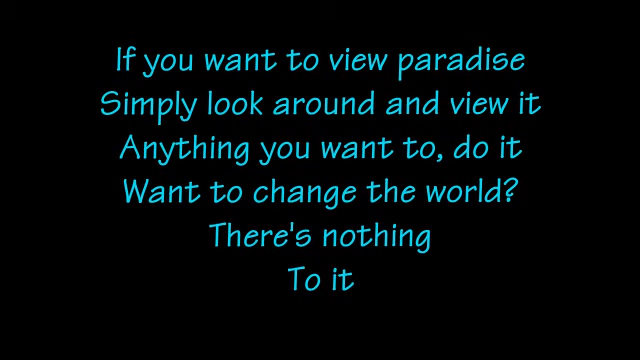 If you want to view paradise
Simply look around and view it
Anything you want to, do it
Want to change the world?
There's nothing
To it